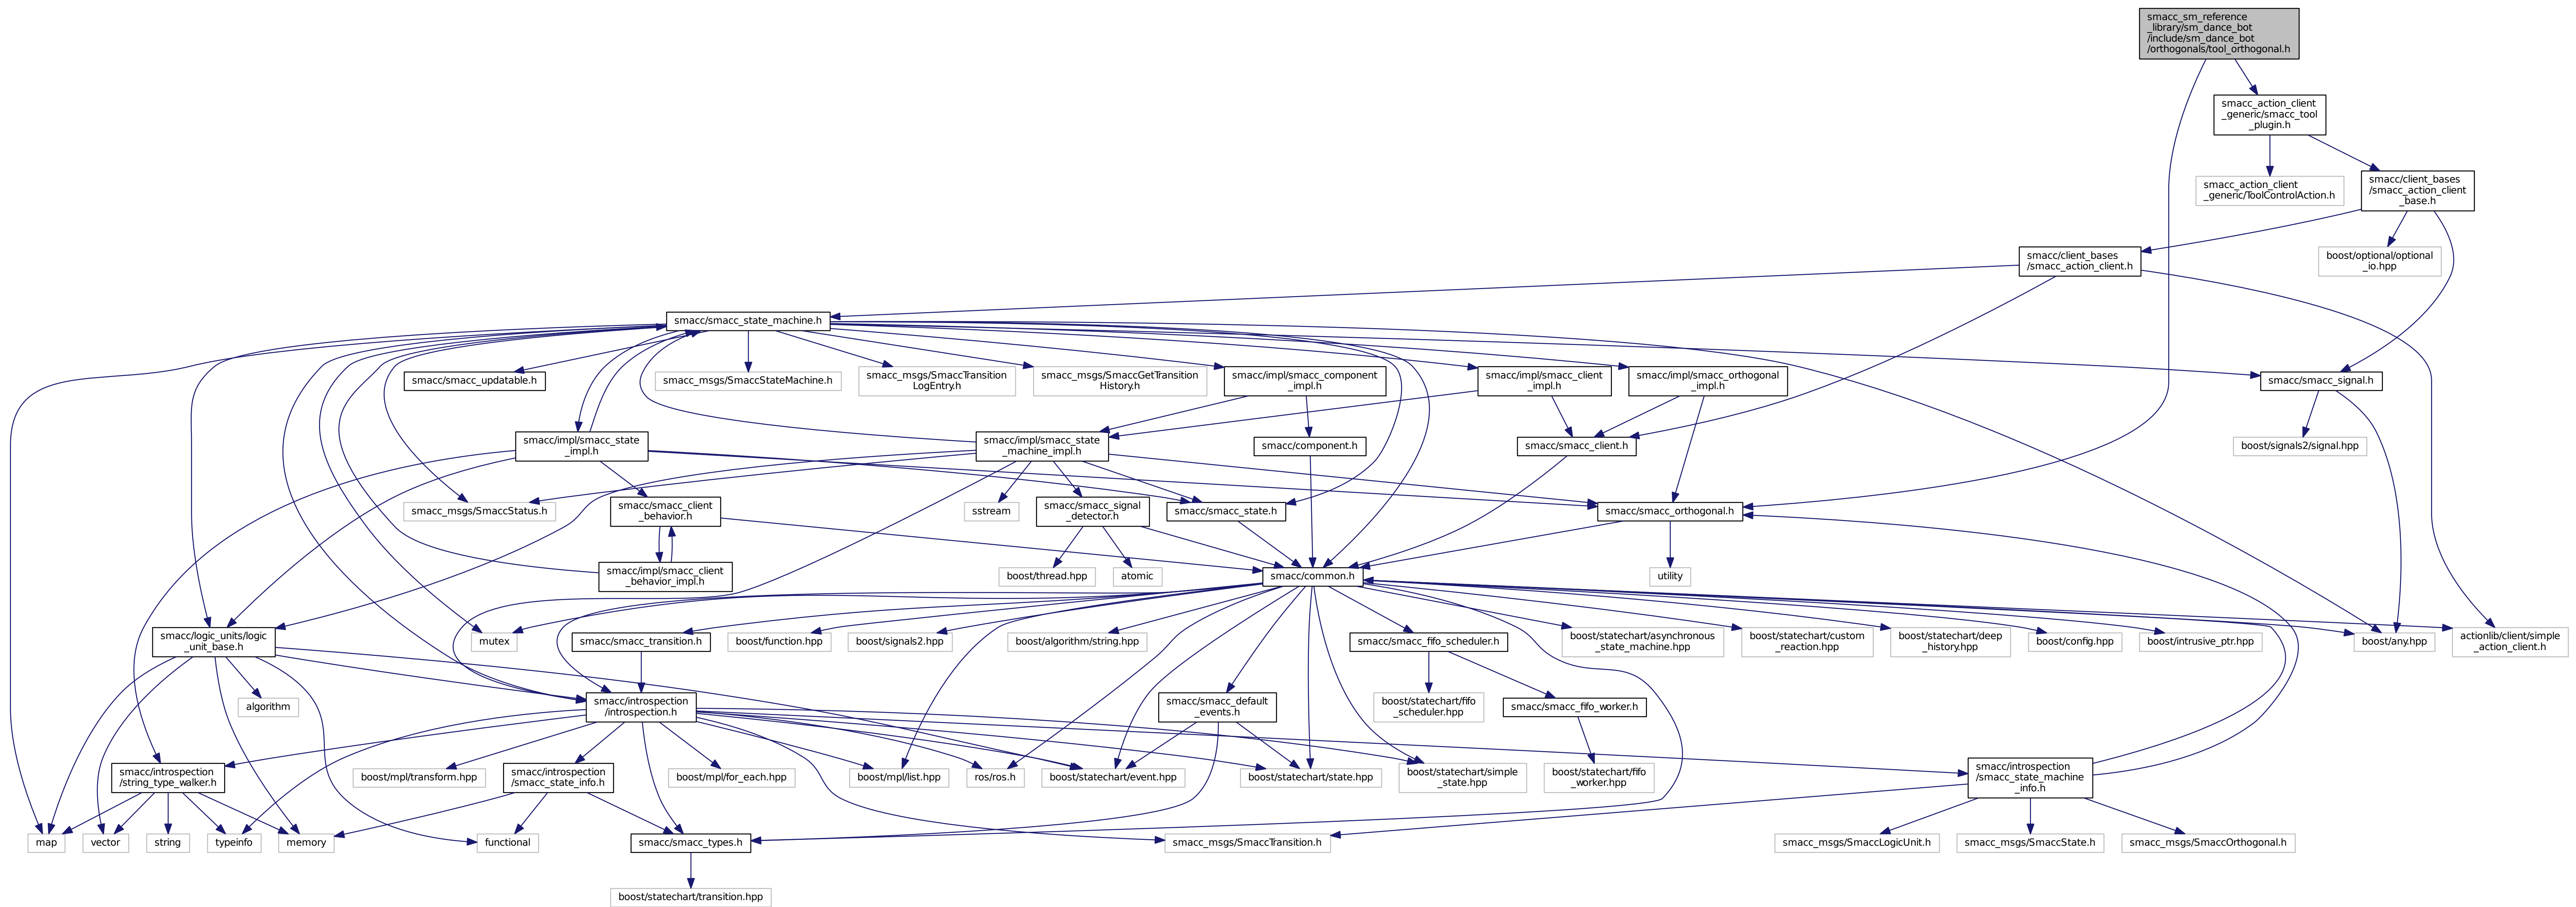 smacc_sm_reference
_library/sm_dance_bot
/include/sm_dance_bot
/orthogonals/tool_orthogonal.h
smacc_action_client
_generic/smacc_tool
_plugin.h
smacc_action_client
_generic/ToolControlAction.h
smacc/client_bases
/smacc_action_client
_base.h
smacc/client_bases
/smacc_action_client.h
boost/optional/optional
_io.hpp
smacc/smacc_state_machine.h
smacc/smacc_updatable.h
smacc_msgs/SmaccStateMachine.h
smacc_msgs/SmaccTransition
LogEntry.h
smacc_msgs/SmaccGetTransition
History.h
smacc/impl/smacc_component
_impl.h
smacc/impl/smacc_client
_impl.h
smacc/impl/smacc_orthogonal
_impl.h
smacc/smacc_signal.h
smacc/impl/smacc_state
_impl.h
smacc/impl/smacc_state
_machine_impl.h
smacc/component.h
smacc/smacc_client.h
boost/signals2/signal.hpp
smacc_msgs/SmaccStatus.h
smacc/smacc_client
_behavior.h
sstream
smacc/smacc_signal
_detector.h
smacc/smacc_state.h
smacc/smacc_orthogonal.h
smacc/impl/smacc_client
_behavior_impl.h
boost/thread.hpp
atomic
smacc/common.h
utility
smacc/logic_units/logic
_unit_base.h
mutex
smacc/smacc_transition.h
boost/function.hpp
boost/signals2.hpp
boost/algorithm/string.hpp
smacc/smacc_fifo_scheduler.h
boost/statechart/asynchronous
_state_machine.hpp
boost/statechart/custom
_reaction.hpp
boost/statechart/deep
_history.hpp
boost/config.hpp
boost/intrusive_ptr.hpp
boost/any.hpp
actionlib/client/simple
_action_client.h
algorithm
smacc/introspection
/introspection.h
smacc/smacc_default
_events.h
boost/statechart/fifo
_scheduler.hpp
smacc/smacc_fifo_worker.h
smacc/introspection
/string_type_walker.h
boost/mpl/transform.hpp
smacc/introspection
/smacc_state_info.h
boost/mpl/for_each.hpp
boost/mpl/list.hpp
ros/ros.h
boost/statechart/event.hpp
boost/statechart/state.hpp
boost/statechart/simple
_state.hpp
boost/statechart/fifo
_worker.hpp
smacc/introspection
/smacc_state_machine
_info.h
map
vector
string
typeinfo
memory
functional
smacc/smacc_types.h
smacc_msgs/SmaccTransition.h
smacc_msgs/SmaccLogicUnit.h
smacc_msgs/SmaccState.h
smacc_msgs/SmaccOrthogonal.h
boost/statechart/transition.hpp